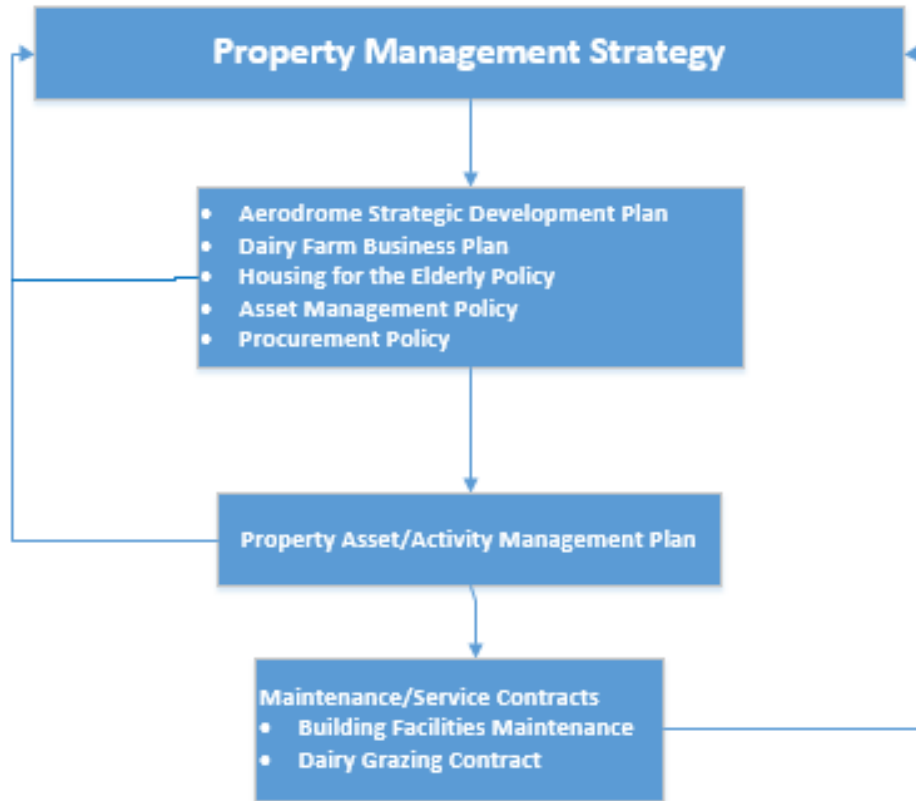 Property Management Strategy
• Aerodrome Strategic Development Plan
• Dairy Farm Business Plan
• Housing for the Elderly Policy
• Asset Management Policy
• Procurement Policy
Property Asset/Activity Management Plan
Maintenance/Service Contracts
• Building Facilities Maintenance
• Dairy Grazing Contract